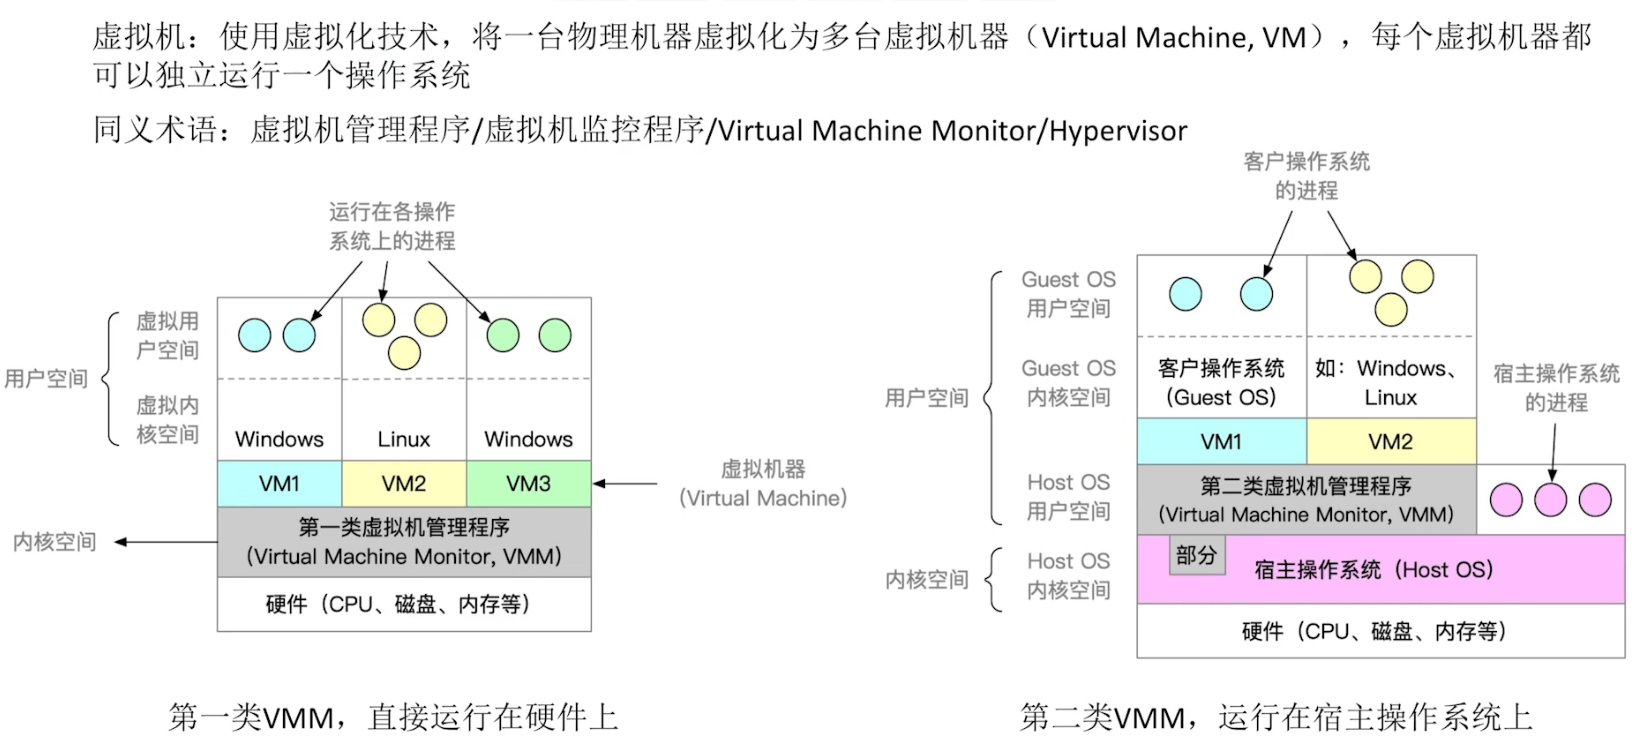 虚拟机：使用虚拟化技术，将一台物理机器虚拟化为多台虚拟机器（Virtual Machine, VM），每个虚拟机器都
可以独立运行一个操作系统
同义术语：虚拟机管理程序/虚拟机监控程序/Virtual Machine Monitor/Hypervisor
运行在各操作
系统上的进程
用户空间
虚拟用
户空间
虚拟内
核空间
Windows
Linux
Windows
VM1
VM2
VM3
虚拟机器
（Virtual Machine）
内核空间
第一类虚拟机管理程序
（Virtual Machine Monitor, VMM）
硬件（CPU、磁盘、内存等）
第一类VMM，直接运行在硬件上
客户操作系统
的进程
用户空间
Guest OS
用户空间
Guest OS
内核空间
客户操作系统
（Guest OS）
如：Windows、
Linux
宿主操作系统
的进程
VM1
VM2
Host OS
用户空间
第二类虚拟机管理程序
（Virtual Machine Monitor, VMM）
内核空间
Host OS
内核空间
部分
宿主操作系统（Host OS）
硬件（CPU、磁盘、内存等）
第二类VMM，运行在宿主操作系统上